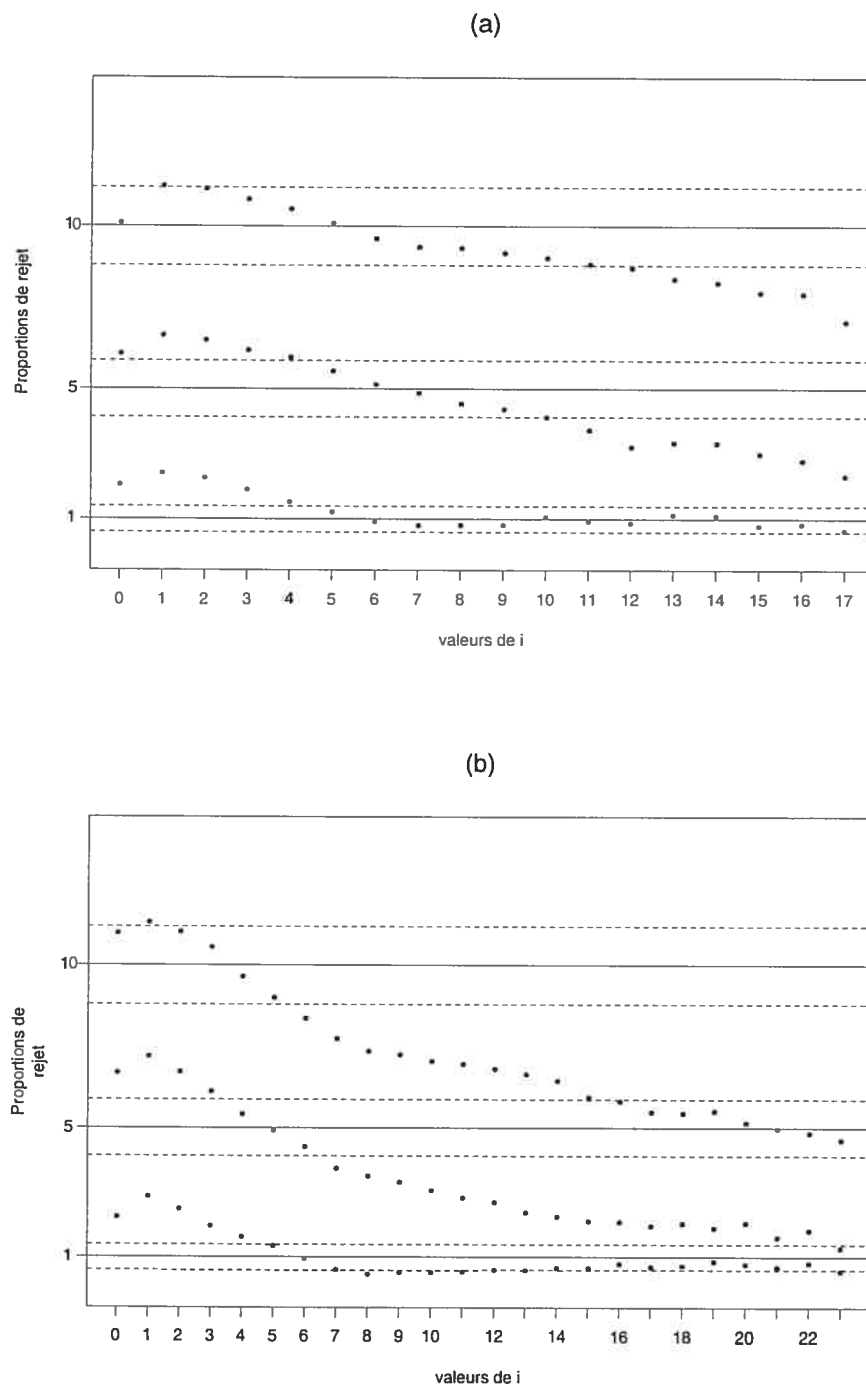 (a)
Proportions de rejet
10
5
1
0 1 2 3 4 5 6 7 8 9 10 11 12 13 14 15 16 17
valeurs de i
(b)
Proportions de
rejet
10
5
1
0 1 2 3 4 5 6 7 8 9 10 12 14 16 18 20 22
valeurs de i